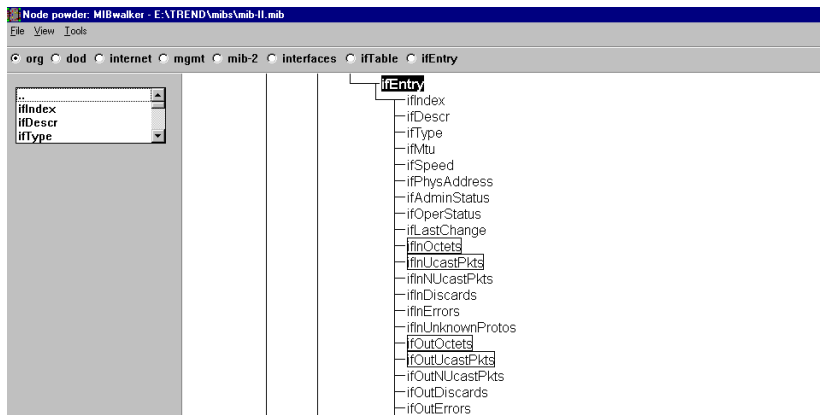 Node powder: MIBwalker - E:\TREND\mibs\mib-II.mib
File View Tools
org dod internet mgmt mib-2 interfaces ifTable ifEntry
..
ifIndex
ifDescr
ifType
ifEntry
ifIndex
ifDescr
ifType
ifMtu
ifSpeed
ifPhysAddress
ifAdminStatus
ifOperStatus
ifLastChange
ifInOctets
ifInUcastPkts
ifInNUcastPkts
ifInDiscards
ifInErrors
ifInUnknownProtos
ifOutOctets
ifOutUcastPkts
ifOutNUcastPkts
ifOutDiscards
ifOutErrors